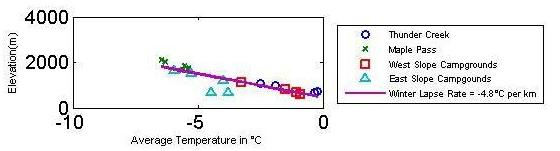 4000
2000
0
-10
-5
0
Elevation(m)
Average Temperature in °C
Thunder Creek
Maple Pass
West Slope Campgrounds
East Slope Campgounds
Winter Lapse Rate = -4.8°C per km